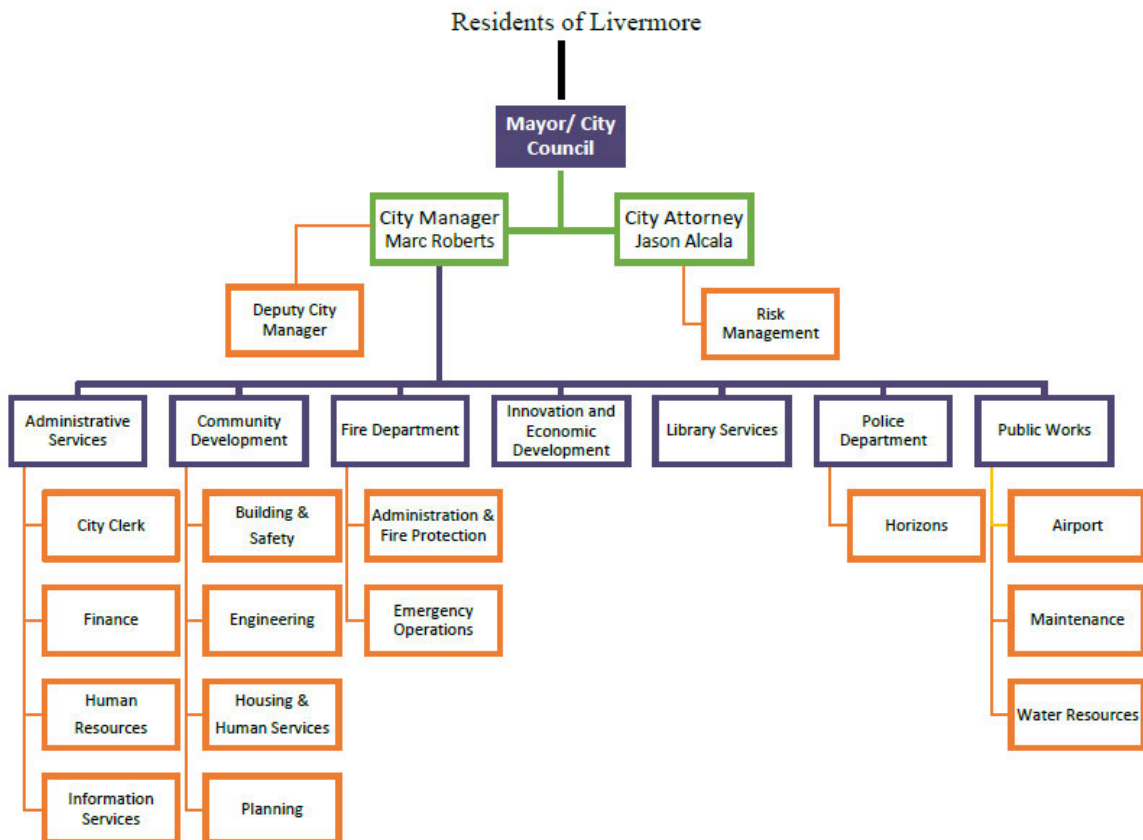 Residents of Livermore
Mayor/ City
Council
City Manager
Marc Roberts
City Attorney
Jason Alcala
Deputy City
Manager
Risk
Management
Administrative
Services
Community
Development
Fire Department
Innovation and
Economic
Development
Library Services
Police
Department
Public Works
City Clerk
Finance
Human
Resources
Information
Services
Building &
Safety
Engineering
Housing &
Human Services
Planning
Administration &
Fire Protection
Emergency
Operations
Horizons
Airport
Maintenance
Water Resources